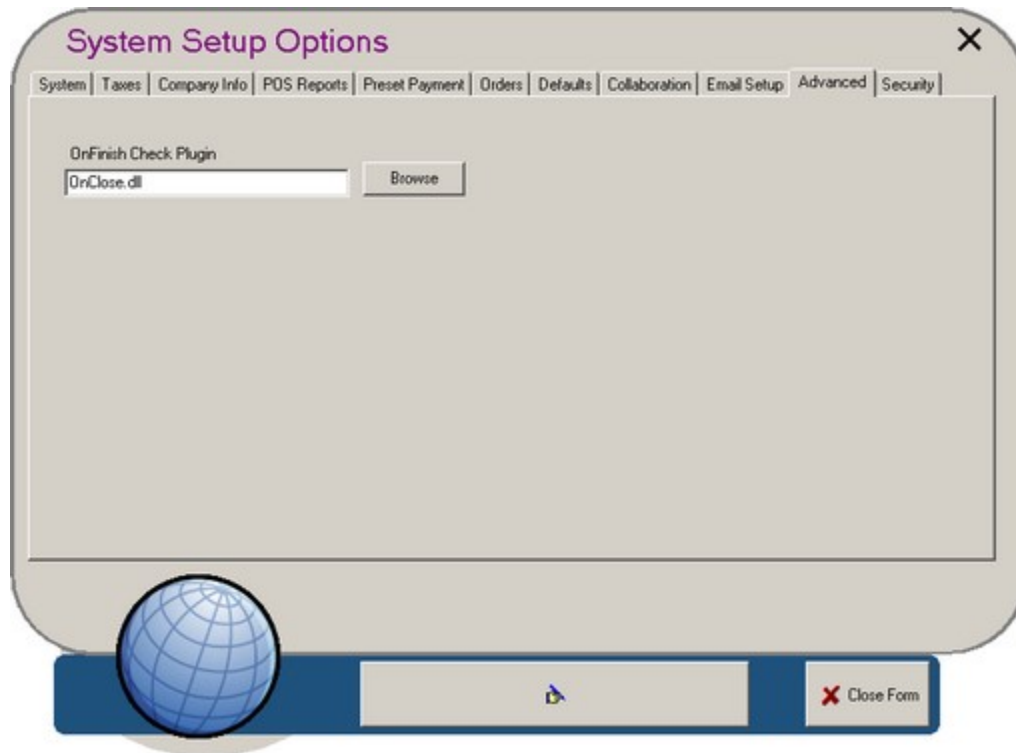 System Setup Options
System Taxes Company Info POS Reports Preset Payment Orders Defaults Collaboration Email Setup Advanced Security
OnFinish Check Plugin
OnClose.dll Browse
Close Form